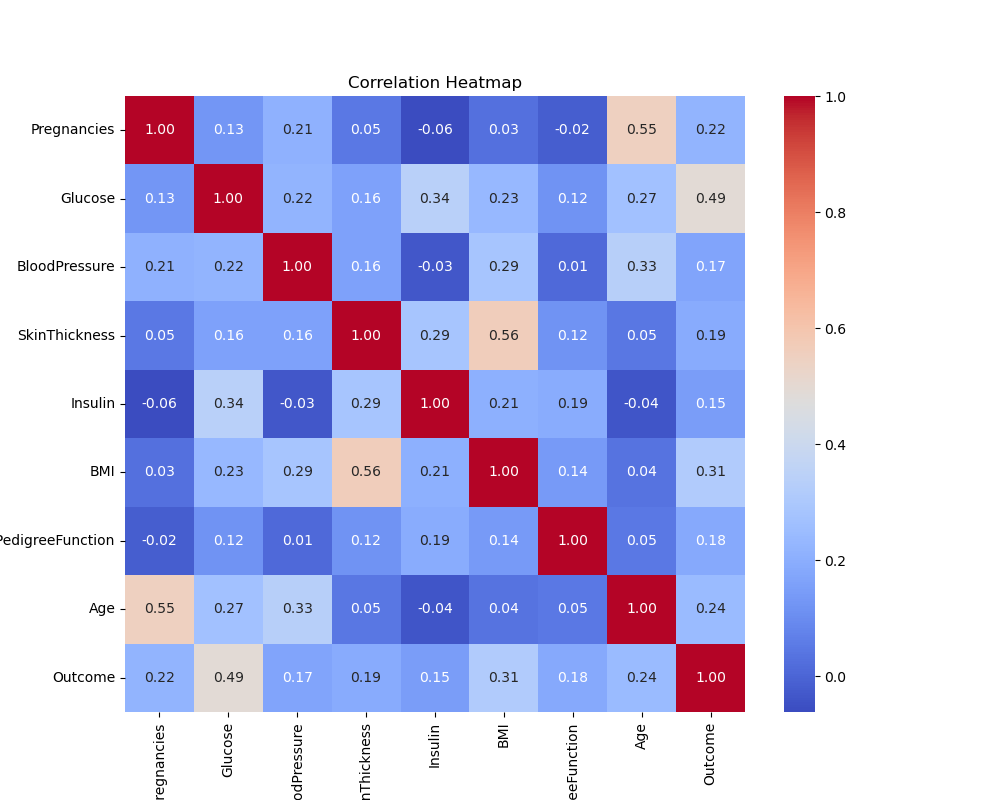 Correlation Heatmap
1.0
Pregnancies 1.00 0.13 0.21 0.05 -0.06 0.03 -0.02 0.55 0.22
0.8
Glucose 0.13 1.00 0.22 0.16 0.34 0.23 0.12 0.27 0.49
BloodPressure 0.21 0.22 1.00 0.16 -0.03 0.29 0.01 0.33 0.17
0.6
SkinThickness 0.05 0.16 0.16 1.00 0.29 0.56 0.12 0.05 0.19
Insulin -0.06 0.34 -0.03 0.29 1.00 0.21 0.19 -0.04 0.15
0.4
BMI 0.03 0.23 0.29 0.56 0.21 1.00 0.14 0.04 0.31
PedigreeFunction -0.02 0.12 0.01 0.12 0.19 0.14 1.00 0.05 0.18
0.2
Age 0.55 0.27 0.33 0.05 -0.04 0.04 0.05 1.00 0.24
Outcome 0.22 0.49 0.17 0.19 0.15 0.31 0.18 0.24 1.00
0.0
regnancies
Glucose
odPressure
nThickness
Insulin
BMI
eeFunction
Age
Outcome